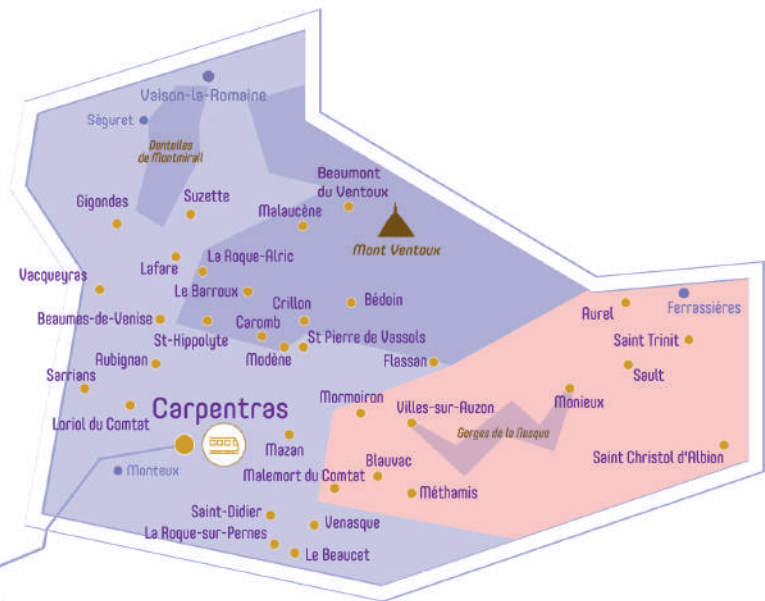 Vaison-la-Romaine
Séguret
Dentelles
de Montmirail
Beaumont
du Ventoux
Gigondas
Suzette
Malaucène
Mont Ventoux
Lafare
La Roque-Alric
Vacqueyras
Le Barroux
Crillon
Bédoin
Aurel
Ferrassières
Beaumes-de-Venise
St-Hippolyte
Caromb
St Pierre de Vassols
Saint Trinit
Aubignan
Modène
Flassan
Sault
Sarrians
Mormoiron
Villes-sur-Auzon
Monieux
Loriol du Comtat
Carpentras
Mazan
Gorges de la Nesque
Saint Christol d'Albion
Monteux
Malemort du Comtat
Blauvac
Méthamis
Saint-Didier
Venasque
La Roque-sur-Pernes
Le Beaucet